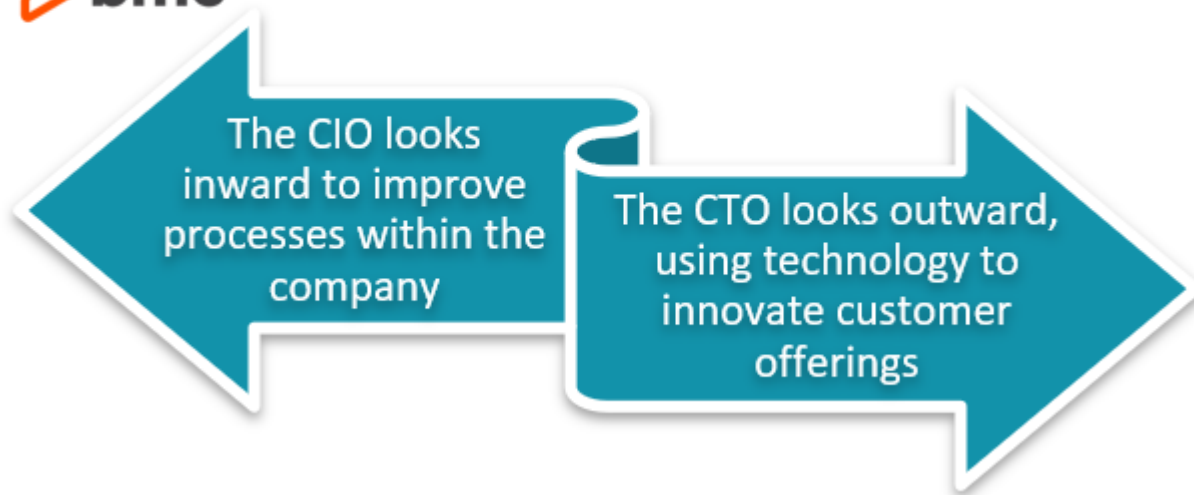 bmc
The CIO looks
inward to improve
processes within the
company
The CTO looks outward,
using technology to
innovate customer
offerings